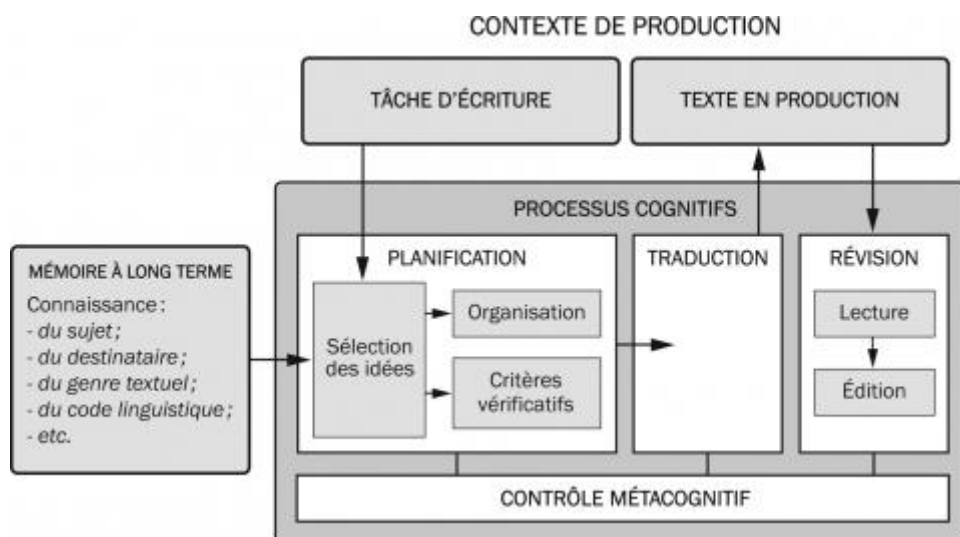 CONTEXTE DE PRODUCTION
TÂCHE D'ÉCRITURE
TEXTE EN PRODUCTION
PROCESSUS COGNITIFS
MÉMOIRE À LONG TERME
Connaissance :
- du sujet ;
- du destinataire ;
- du genre textuel ;
- du code linguistique ;
- etc.
PLANIFICATION
Sélection
des idées
Organisation
Critères
vérificatifs
TRADUCTION
RÉVISION
Lecture
Édition
CONTRÔLE MÉTACOGNITIF